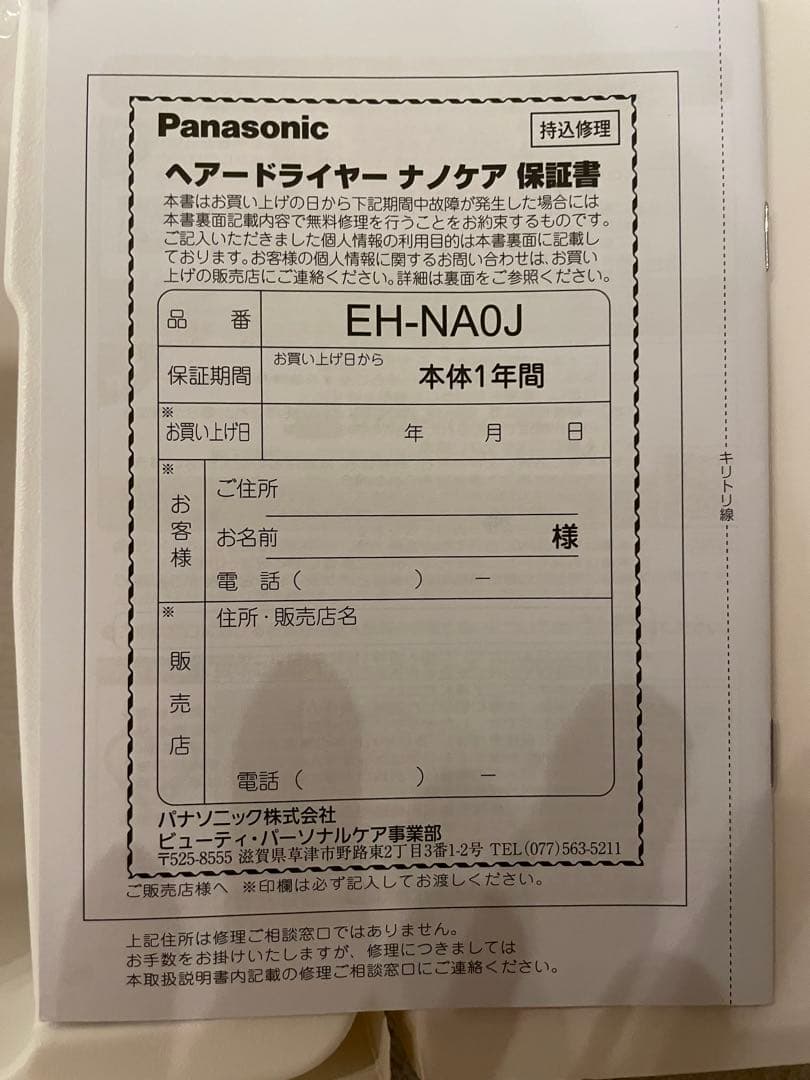 Panasonic
持込修理
ヘアードライヤー ナノケア 保証書
本書はお買い上げの日から下記期間中故障が発生した場合には
本書裏面記載内容で無料修理を行うことをお約束するものです。
ご記入いただきました個人情報の利用目的は本書裏面に記載し
ております。お客様の個人情報に関するお問い合わせは、お買い
上げの販売店にご連絡ください。詳細は裏面をご参照ください。
品 番 EH-NA0J
保証期間 お買い上げ日から 本体1年間
※
お買い上げ日 年 月 日
※
お客様
ご住所
お名前 様
電 話( ) −
※
販売店
住所・販売店名
電話( ) −
パナソニック株式会社
ビューティ・パーソナルケア事業部
〒525-8555 滋賀県草津市野路東2丁目3番1-2号 TEL(077)563-5211
ご販売店様へ ※印欄は必ず記入してお渡しください。
上記住所は修理ご相談窓口ではありません。
お手数をお掛けいたしますが、修理につきましては
本取扱説明書内記載の修理ご相談窓口にご連絡ください。
キリトリ線